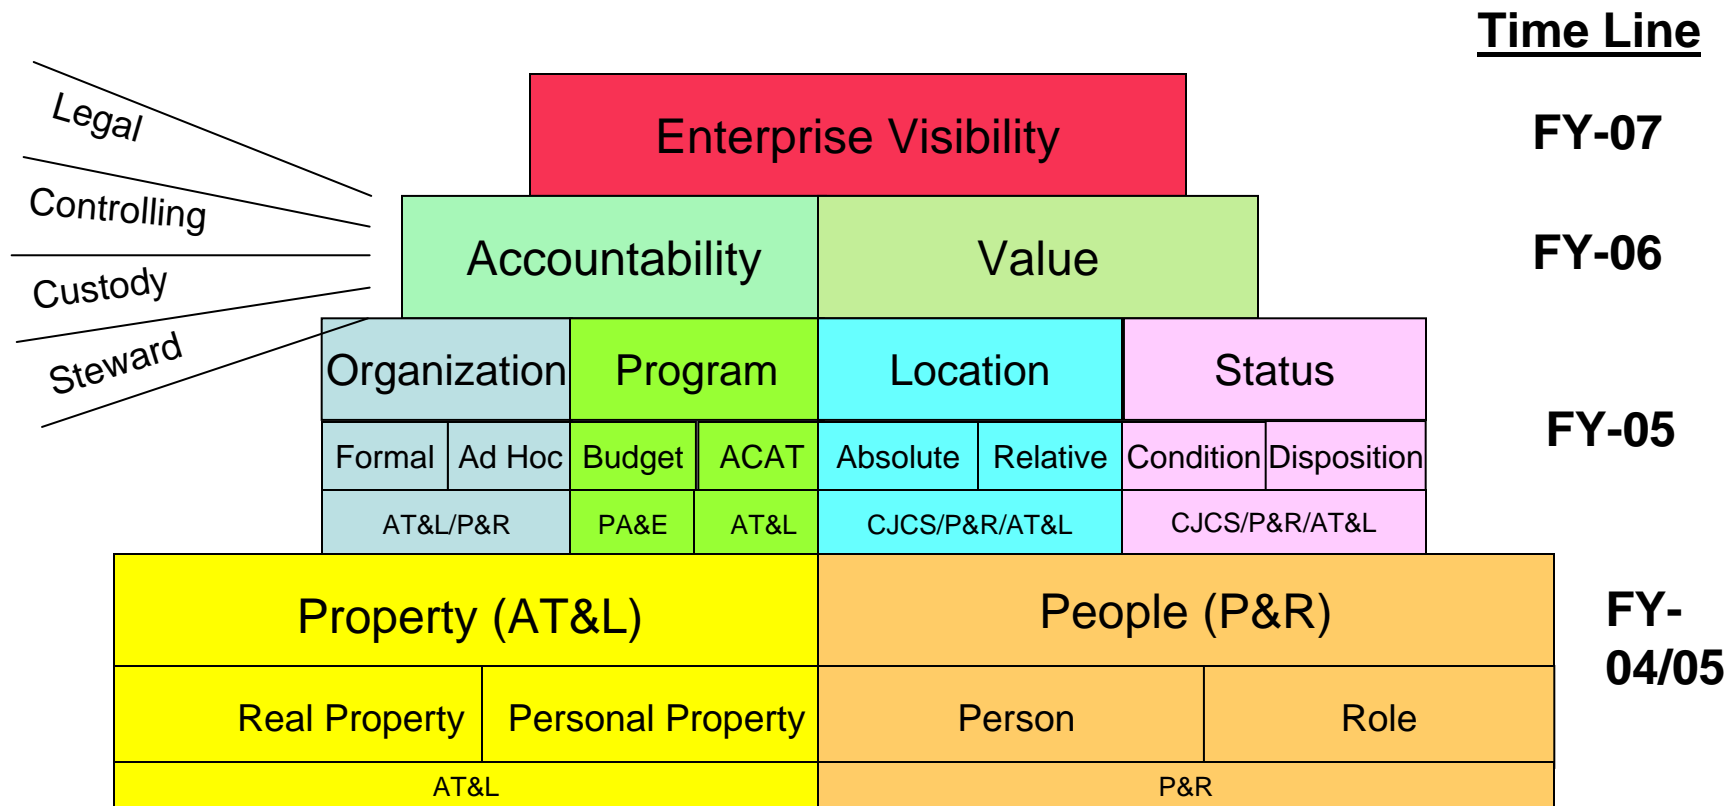 Time Line
Legal
Enterprise Visibility
FY-07
Controlling
Accountability
Value
FY-06
Custody
Steward
Organization
Program
Location
Status
FY-05
Formal
Ad Hoc
Budget
ACAT
Absolute
Relative
Condition
Disposition
AT&L/P&R
PA&E
AT&L
CJCS/P&R/AT&L
CJCS/P&R/AT&L
Property (AT&L)
People (P&R)
FY-
04/05
Real Property
Personal Property
Person
Role
AT&L
P&R